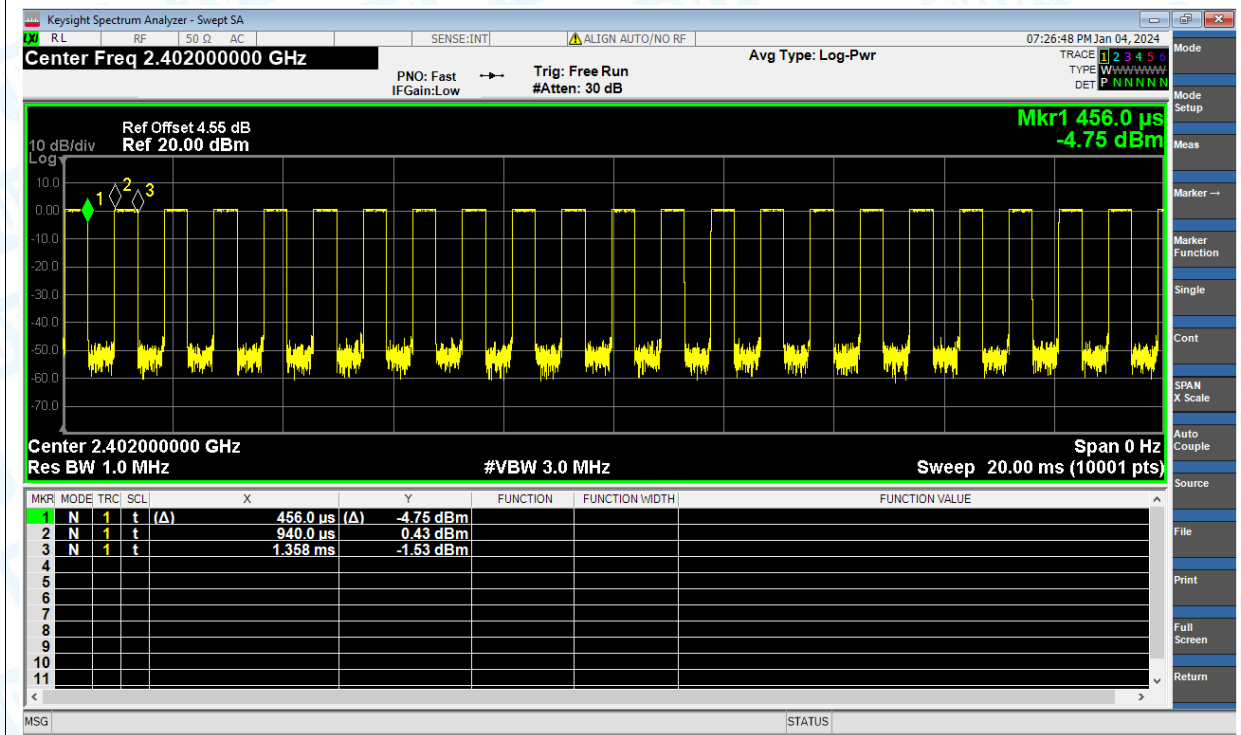 Keysight Spectrum Analyzer - Swept SA
LXI RL RF 50 Ω AC SENSE:INT ALIGN AUTO/NO RF 07:26:48 PM Jan 04, 2024
Center Freq 2.402000000 GHz
Avg Type: Log-Pwr
PNO: Fast
IFGain:Low
Trig: Free Run
#Atten: 30 dB
TRACE 1 2 3 4 5 6
TYPE WWWWWWW
DET P N N N N N
Mkr1 456.0 µs
-4.75 dBm
Ref Offset 4.55 dB
10 dB/div Ref 20.00 dBm
Log
10.0
0.00
-10.0
-20.0
-30.0
-40.0
-50.0
-60.0
-70.0
1
2
3
Center 2.402000000 GHz Span 0 Hz
Res BW 1.0 MHz #VBW 3.0 MHz Sweep 20.00 ms (10001 pts)
MKR MODE TRC SCL X Y FUNCTION FUNCTION WIDTH FUNCTION VALUE
1 N 1 t (Δ) 456.0 µs (Δ) -4.75 dBm
2 N 1 t 940.0 µs 0.43 dBm
3 N 1 t 1.358 ms -1.53 dBm
4
5
6
7
8
9
10
11
MSG STATUS
Mode
Mode
Setup
Meas
Marker →
Marker
Function
Single
Cont
SPAN
X Scale
Auto
Couple
Source
File
Print
Full
Screen
Return